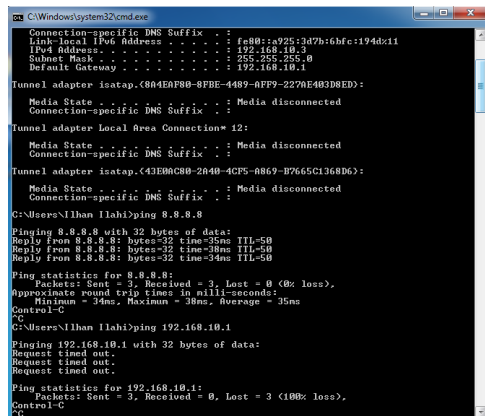 C:\Windows\system32\cmd.exe
Connection-specific DNS Suffix  . :
Link-local IPv6 Address . . . . . : fe80::a925:3d7b:6bfc:194d%11
IPv4 Address. . . . . . . . . . . : 192.168.10.3
Subnet Mask . . . . . . . . . . . : 255.255.255.0
Default Gateway . . . . . . . . . : 192.168.10.1
Tunnel adapter isatap.{8A4EAF80-8FBE-4489-AFF9-227AE403D8ED}:
Media State . . . . . . . . . . . : Media disconnected
Connection-specific DNS Suffix  . :
Tunnel adapter Local Area Connection* 12:
Media State . . . . . . . . . . . : Media disconnected
Connection-specific DNS Suffix  . :
Tunnel adapter isatap.{43E0AC80-2A40-4CF5-A869-B7665C1368D6}:
Media State . . . . . . . . . . . : Media disconnected
Connection-specific DNS Suffix  . :
C:\Users\Ilham Ilahi>ping 8.8.8.8
Pinging 8.8.8.8 with 32 bytes of data:
Reply from 8.8.8.8: bytes=32 time=35ms TTL=50
Reply from 8.8.8.8: bytes=32 time=38ms TTL=50
Reply from 8.8.8.8: bytes=32 time=34ms TTL=50
Ping statistics for 8.8.8.8:
Packets: Sent = 3, Received = 3, Lost = 0 (0% loss),
Approximate round trip times in milli-seconds:
Minimum = 34ms, Maximum = 38ms, Average = 35ms
Control-C
^C
C:\Users\Ilham Ilahi>ping 192.168.10.1
Pinging 192.168.10.1 with 32 bytes of data:
Request timed out.
Request timed out.
Request timed out.
Ping statistics for 192.168.10.1:
Packets: Sent = 3, Received = 0, Lost = 3 (100% loss),
Control-C
^C